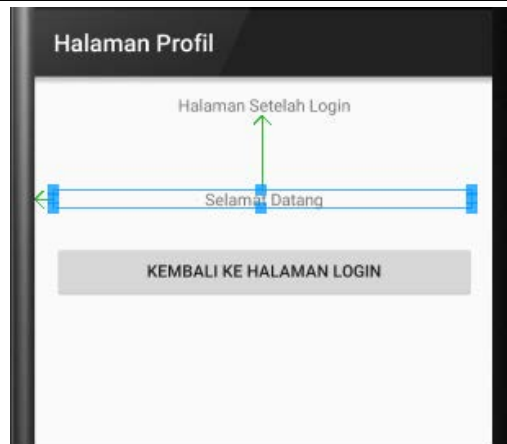 Halaman Profil
Halaman Setelah Login
Selamat Datang
KEMBALI KE HALAMAN LOGIN